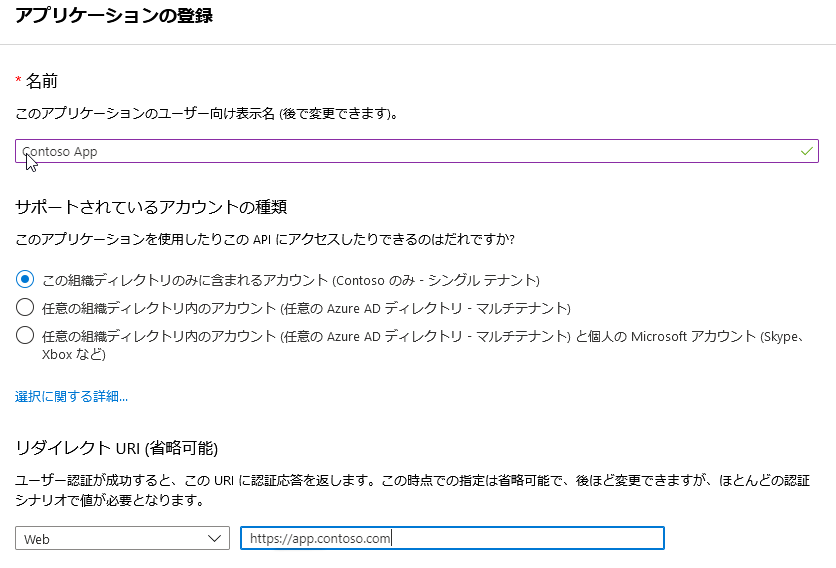 アプリケーションの登録
* 名前
このアプリケーションのユーザー向け表示名 (後で変更できます)。
Contoso App
サポートされているアカウントの種類
このアプリケーションを使用したりこの API にアクセスしたりできるのはだれですか?
この組織ディレクトリのみに含まれるアカウント (Contoso のみ - シングル テナント)
任意の組織ディレクトリ内のアカウント (任意の Azure AD ディレクトリ - マルチテナント)
任意の組織ディレクトリ内のアカウント (任意の Azure AD ディレクトリ - マルチテナント) と個人の Microsoft アカウント (Skype、
Xbox など)
選択に関する詳細...
リダイレクト URI (省略可能)
ユーザー認証が成功すると、この URI に認証応答を返します。この時点での指定は省略可能で、後ほど変更できますが、ほとんどの認証
シナリオで値が必要となります。
Web
https://app.contoso.com